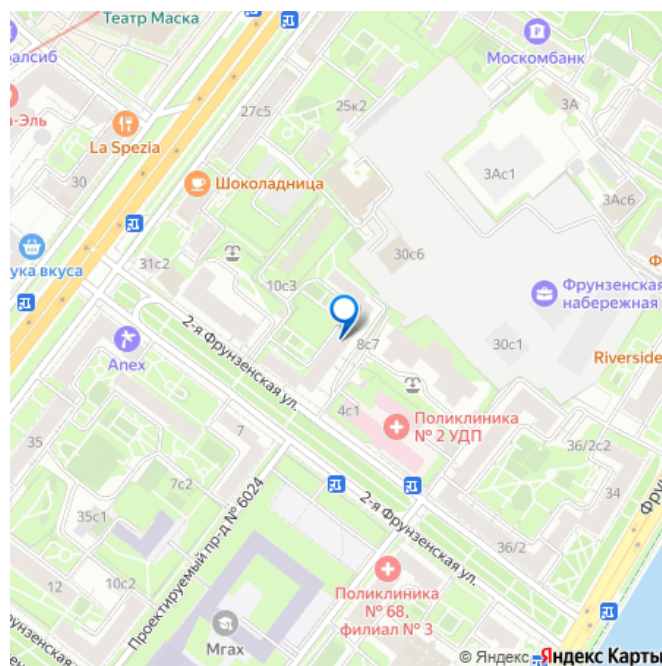 Театр Маска
ралсиб
Москомбанк
27с5
25к2
3А
а-Эль
La Spezia
30
3Ас1
Шоколадница
3Ас6
30с6
ука вкуса
31с2
10с3
Фрунзенская
набережная
2-я Фрунзенская ул.
Anex
8с7
30с1
Riverside
4с1
Поликлиника
№ 2 УДП
7
35
36/2с2
7с2
34
Проектируемый пр-д № 6024
35с1
2-я Фрунзенская ул.
36/2
12
10с2
Поликлиника
№ 68,
филиал № 3
Мгах
© Яндекс Яндекс Карты